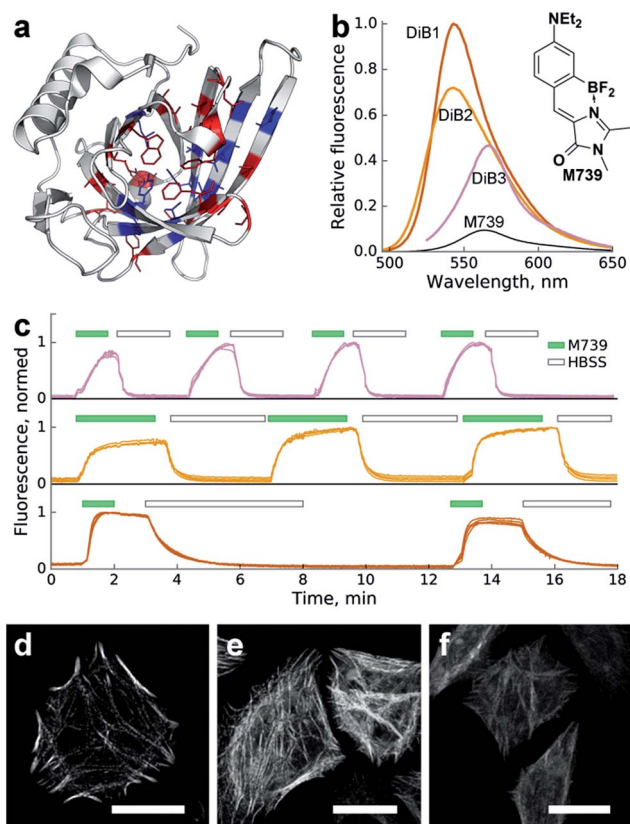 a
b
1.0
0.8
0.6
0.4
0.2
0.0
Relative fluorescence
DiB1
DiB2
DiB3
M739
500
550
600
650
Wavelength, nm
NEt2
BF2
N
N
O
M739
c
M739
HBSS
Fluorescence, normed
1
0
1
0
1
0
0
2
4
6
8
10
12
14
16
18
Time, min
d
e
f